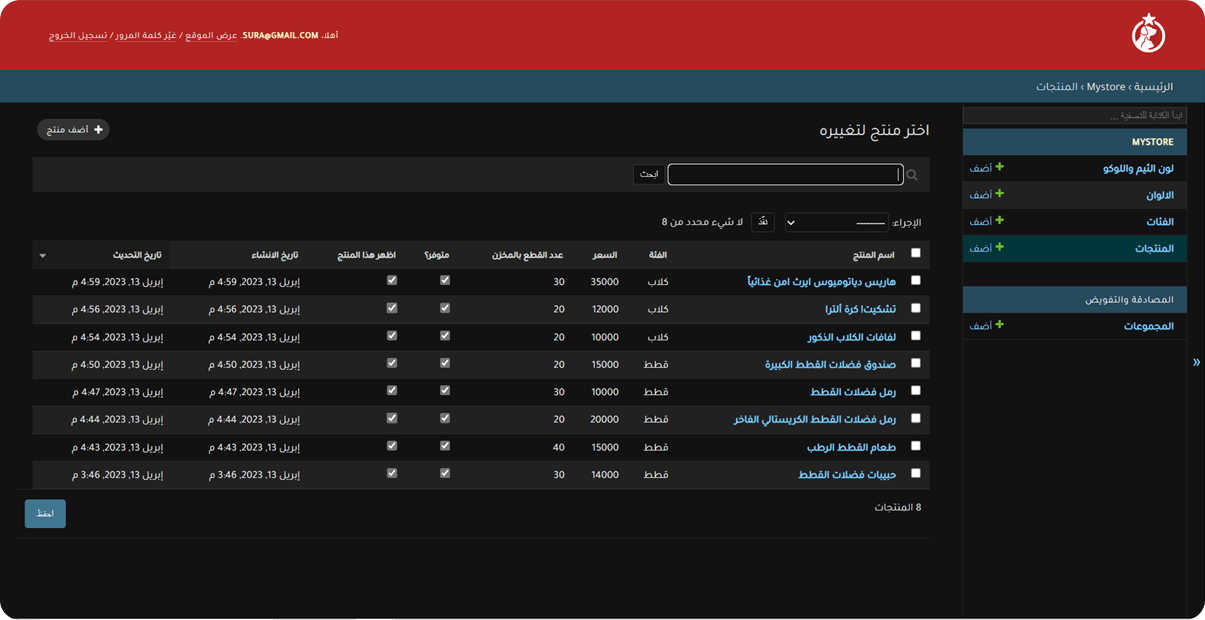 أهلا, SURA@GMAIL.COM. عرض الموقع / غيّر كلمة المرور / تسجيل الخروج
الرئيسية › Mystore › المنتجات
ابدأ الكتابة للتصفية ...
MYSTORE
لون الثيم واللوكو
أضف
الالوان
أضف
الفئات
أضف
المنتجات
أضف
المصادقة والتفويض
المجموعات
أضف
»
اختر منتج لتغييره
أضف منتج
ابحث
الإجراء: --------- نفّذ لا شيء محدد من 8
اسم المنتج الفئة السعر عدد القطع بالمخزن متوفر؟ اظهر هذا المنتج تاريخ الانشاء تاريخ التحديث
هاريس دياتوميوس ايرث امن غذائياً كلاب 35000 30 إبريل 13, 2023, 4:59 م إبريل 13, 2023, 4:59 م
تشكيت! كرة ألترا كلاب 12000 20 إبريل 13, 2023, 4:56 م إبريل 13, 2023, 4:56 م
لفافات الكلاب الذكور كلاب 10000 20 إبريل 13, 2023, 4:54 م إبريل 13, 2023, 4:54 م
صندوق فضلات القطط الكبيرة قطط 15000 20 إبريل 13, 2023, 4:50 م إبريل 13, 2023, 4:50 م
رمل فضلات القطط قطط 10000 30 إبريل 13, 2023, 4:47 م إبريل 13, 2023, 4:47 م
رمل فضلات القطط الكريستالي الفاخر قطط 20000 20 إبريل 13, 2023, 4:44 م إبريل 13, 2023, 4:44 م
طعام القطط الرطب قطط 15000 40 إبريل 13, 2023, 4:43 م إبريل 13, 2023, 4:43 م
حبيبات فضلات القطط قطط 14000 30 إبريل 13, 2023, 3:46 م إبريل 13, 2023, 3:46 م
8 المنتجات
احفظ